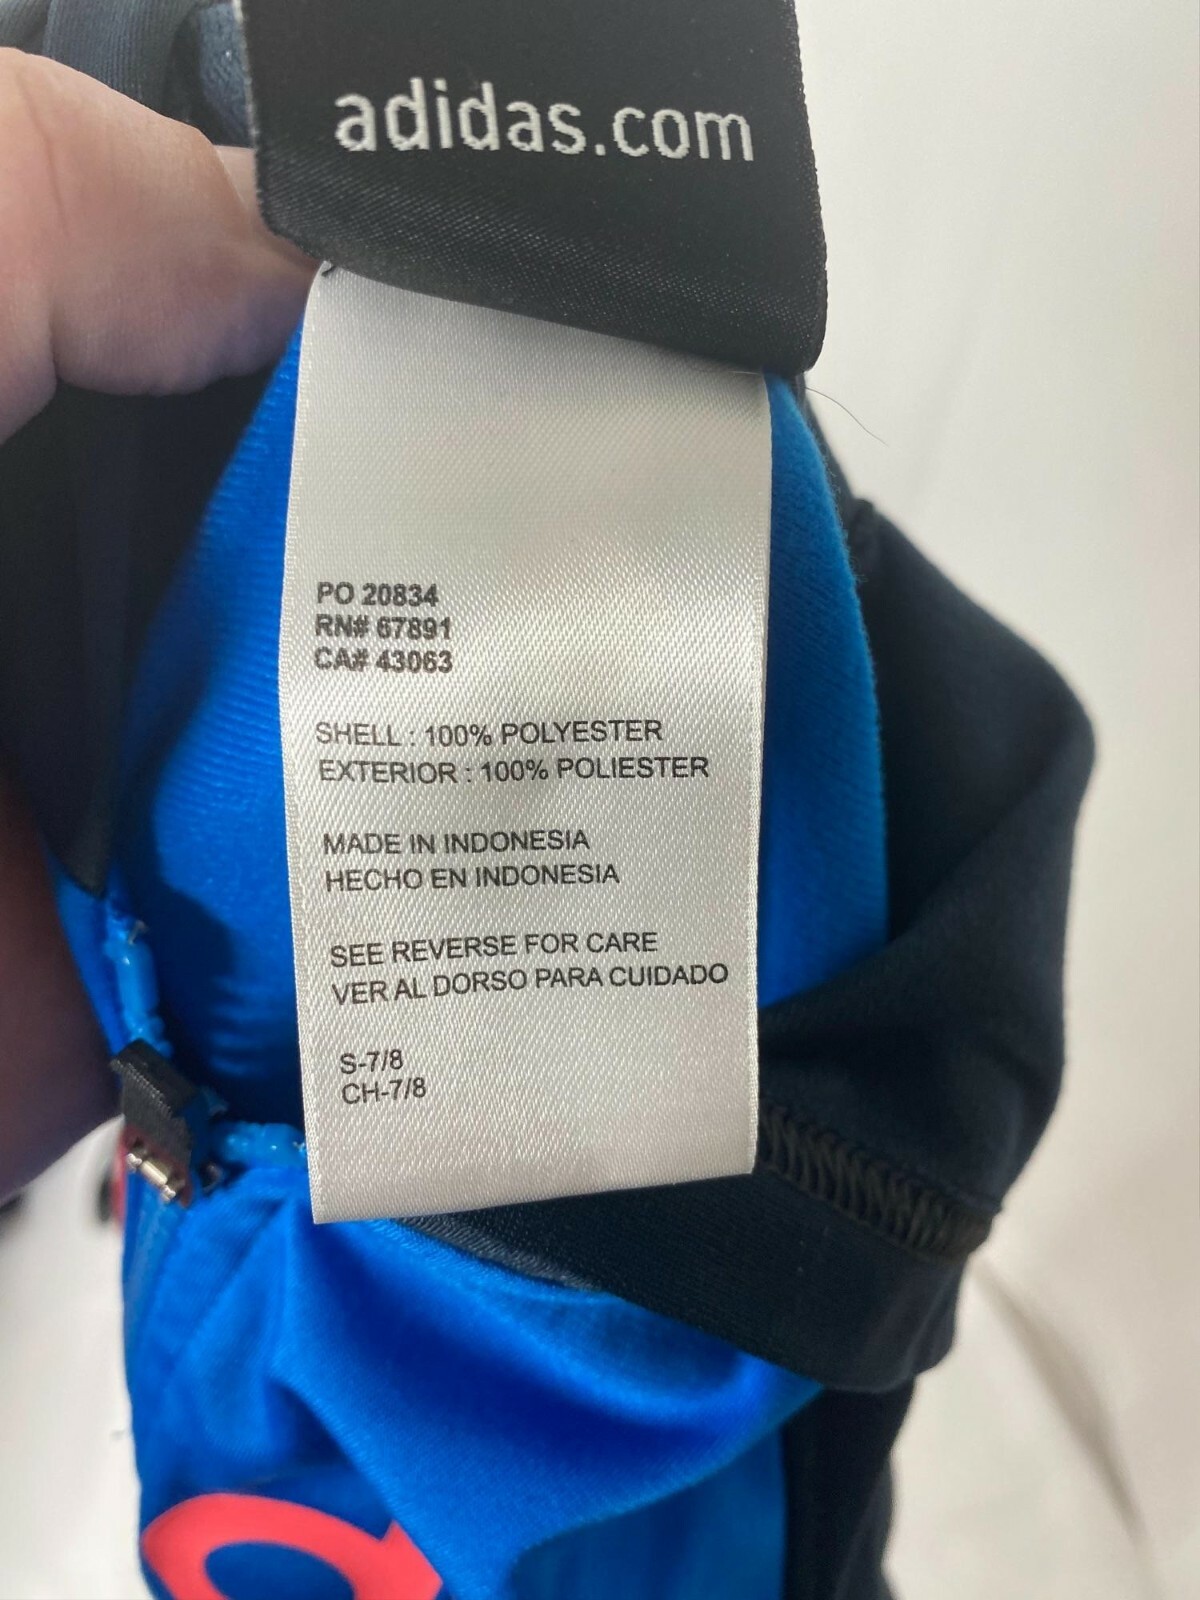 adidas.com
PO 20834
RN# 67891
CA# 43063
SHELL : 100% POLYESTER
EXTERIOR : 100% POLIESTER
MADE IN INDONESIA
HECHO EN INDONESIA
SEE REVERSE FOR CARE
VER AL DORSO PARA CUIDADO
S-7/8
CH-7/8